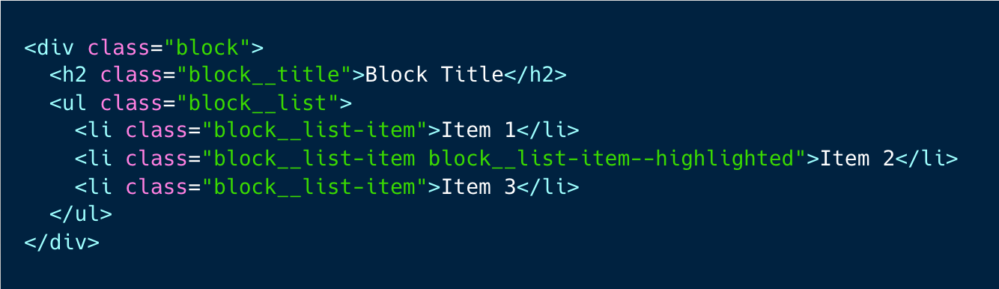 <div class="block">
  <h2 class="block__title">Block Title</h2>
  <ul class="block__list">
    <li class="block__list-item">Item 1</li>
    <li class="block__list-item block__list-item--highlighted">Item 2</li>
    <li class="block__list-item">Item 3</li>
  </ul>
</div>